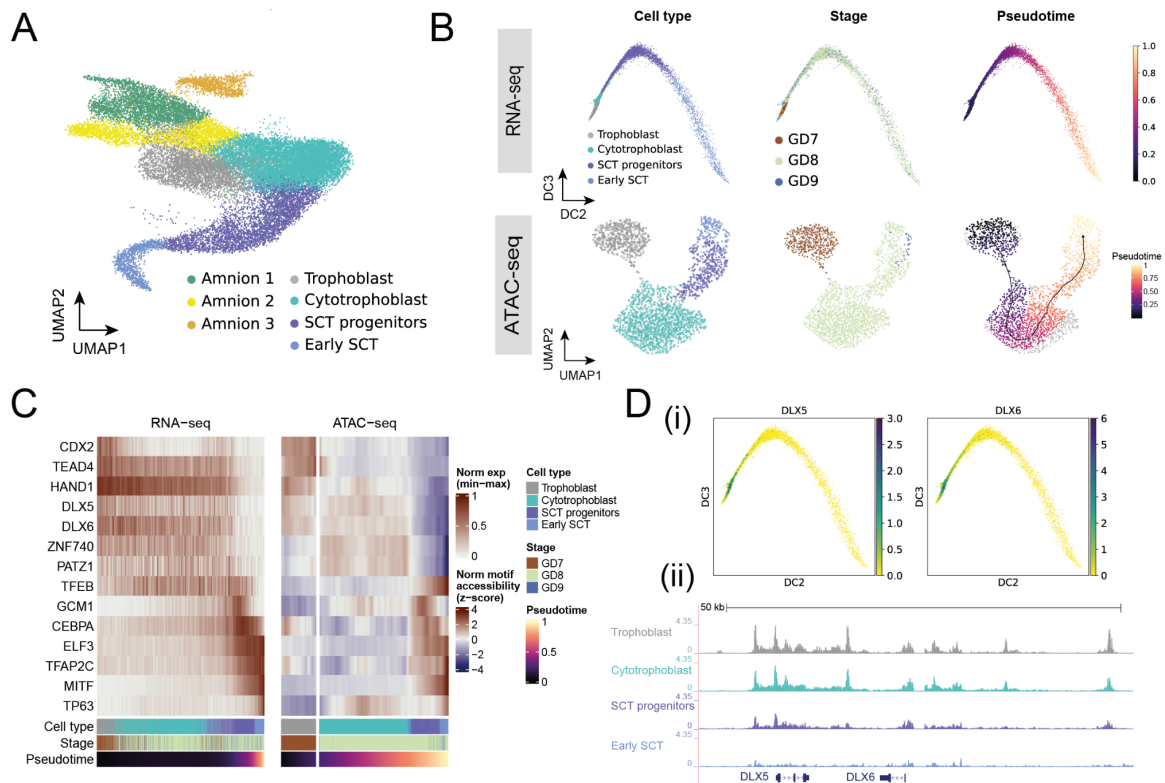 A
Amnion 1
Amnion 2
Amnion 3
Trophoblast
Cytotrophoblast
SCT progenitors
Early SCT
UMAP2
UMAP1
B
Cell type
Stage
Pseudotime
RNA-seq
Trophoblast
Cytotrophoblast
SCT progenitors
Early SCT
DC3
DC2
GD7
GD8
GD9
1.0
0.8
0.6
0.4
0.2
0.0
ATAC-seq
UMAP2
UMAP1
Pseudotime
1
0.75
0.50
0.25
C
RNA−seq
ATAC−seq
CDX2
TEAD4
HAND1
DLX5
DLX6
ZNF740
PATZ1
TFEB
GCM1
CEBPA
ELF3
TFAP2C
MITF
TP63
Cell type
Stage
Pseudotime
Norm exp
(min−max)
1
0.5
0
Norm motif
accessibility
(z−score)
4
2
0
−2
−4
Cell type
Trophoblast
Cytotrophoblast
SCT progenitors
Early SCT
Stage
GD7
GD8
GD9
Pseudotime
1
0.5
0
D
(i)
DLX5
DC3
DC2
3.0
2.5
2.0
1.5
1.0
0.5
0.0
DLX6
DC3
DC2
6
5
4
3
2
1
0
(ii)
50 kb
Trophoblast
4.35
0
Cytotrophoblast
4.35
0
SCT progenitors
4.35
0
Early SCT
4.35
0
DLX5
DLX6